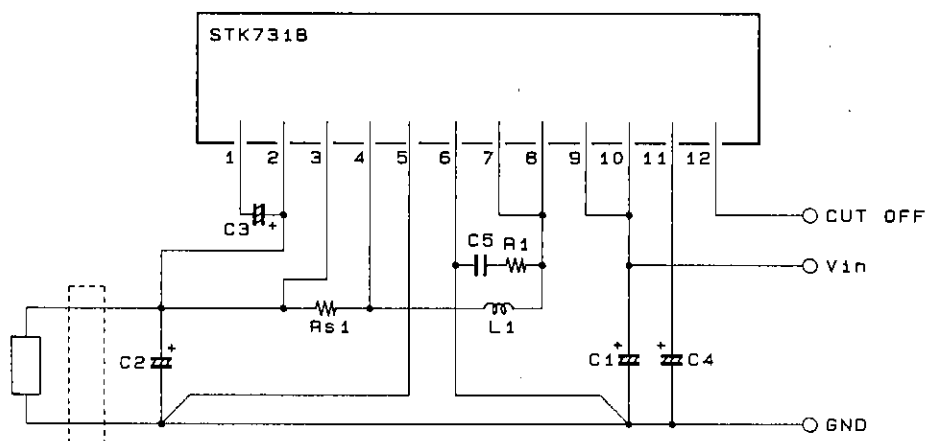 STK731B
1 2 3 4 5 6 7 8 9 10 11 12
C3 +
CUT OFF
C5 R1
Vin
Rs1
L1
C2 +
C1 +
+ C4
GND